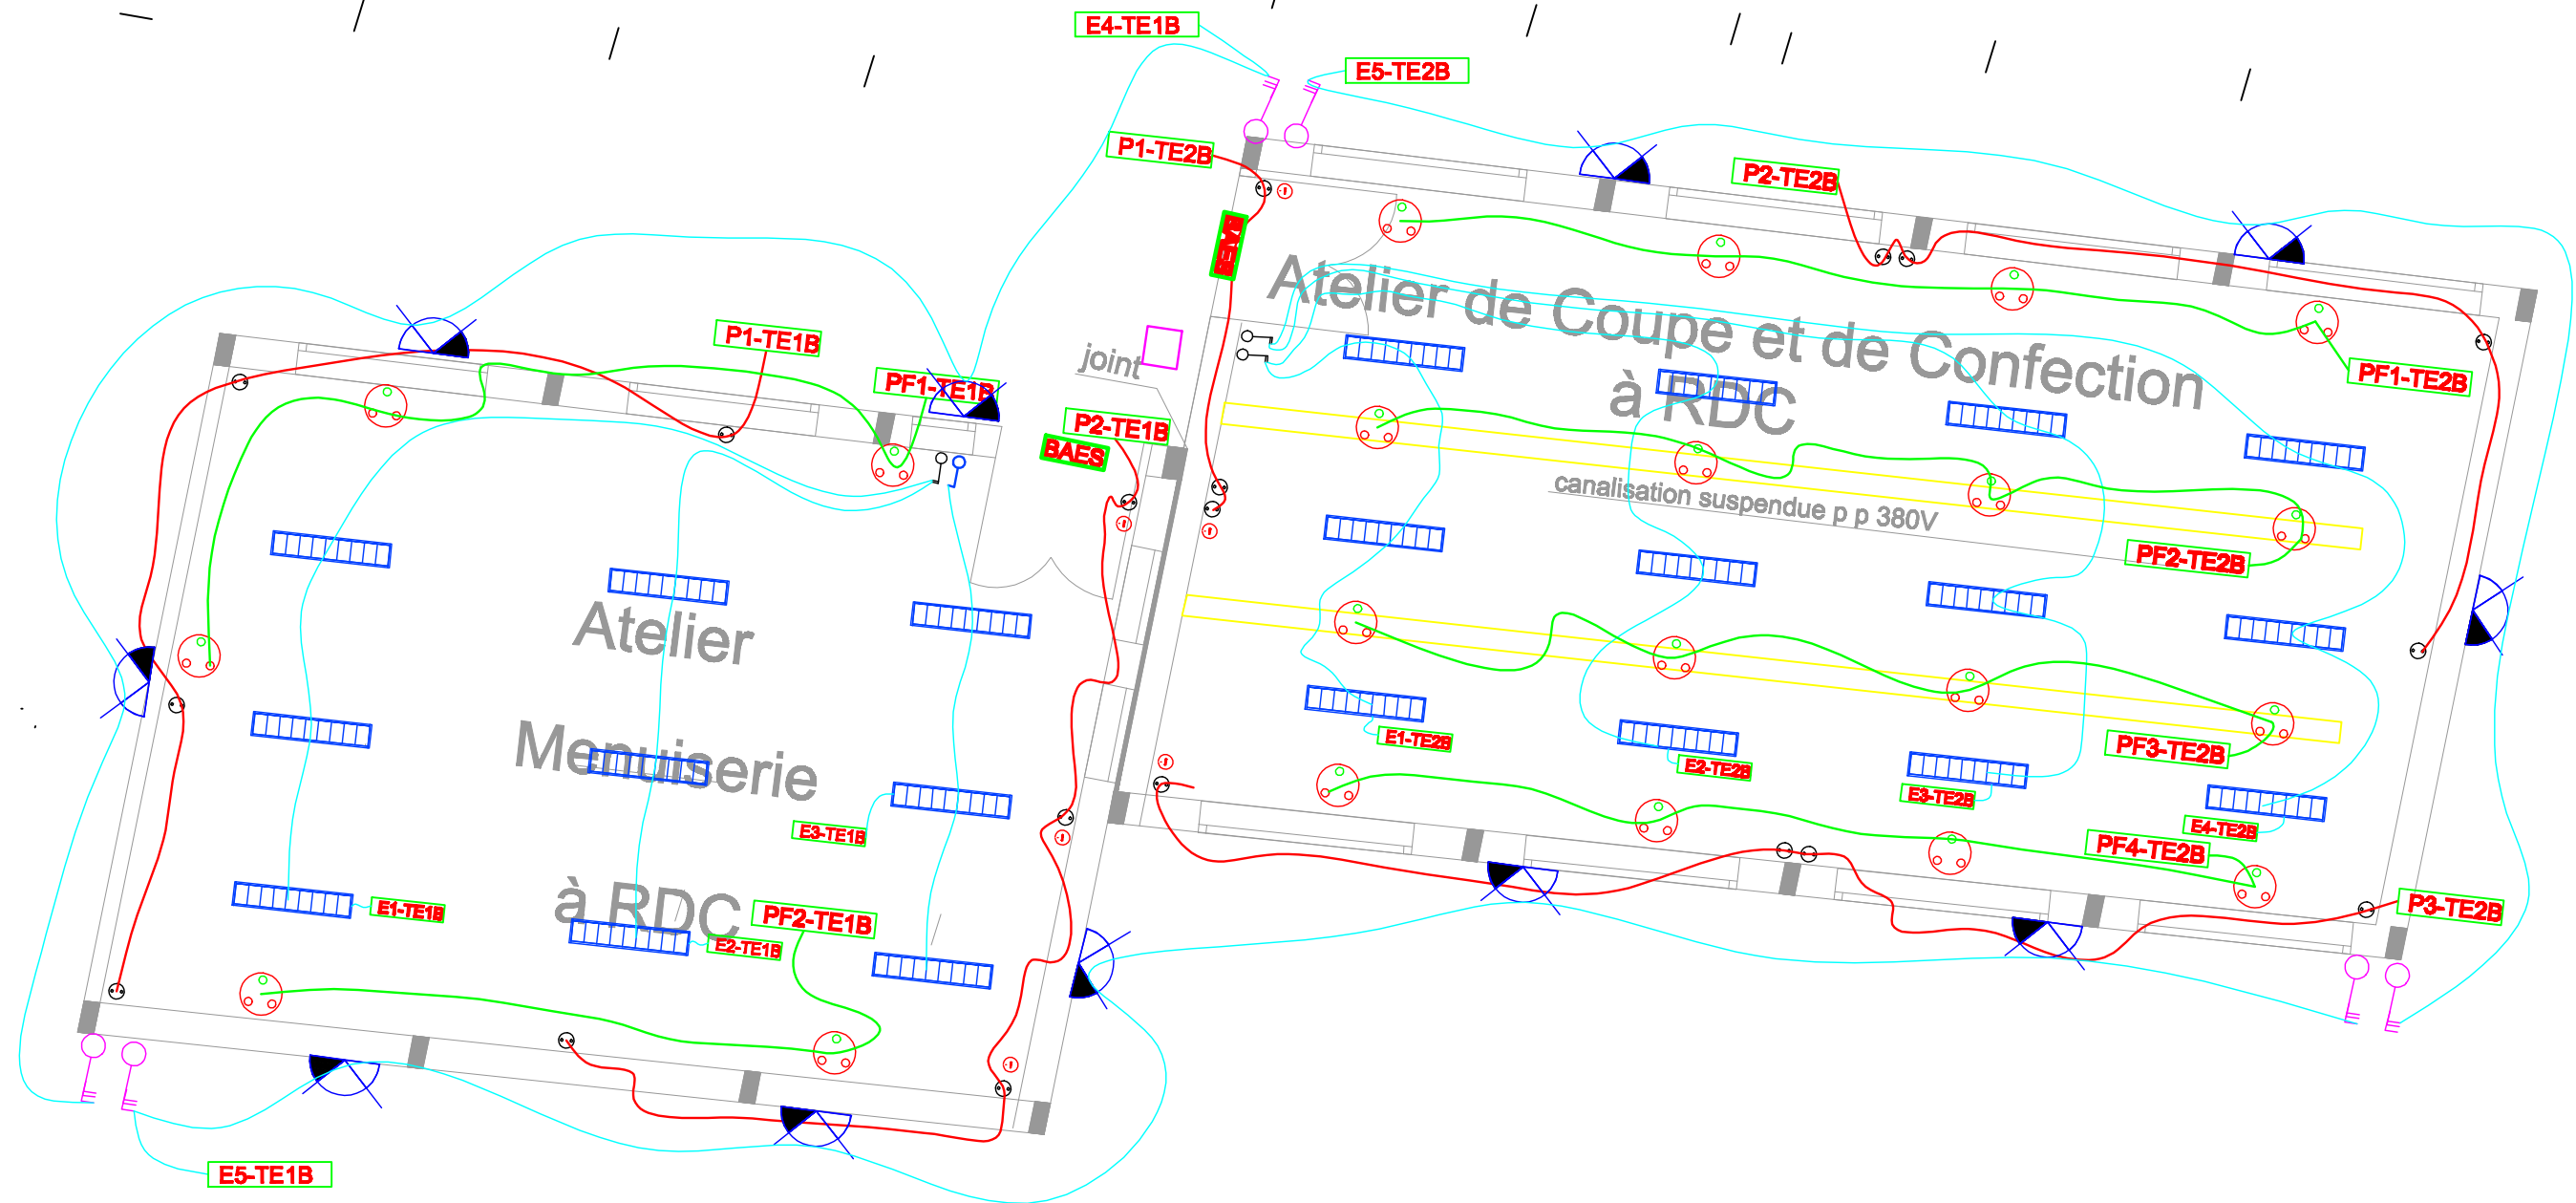 E4-TE1B
E5-TE2B
P1-TE2B
P2-TE2B
BAES
Atelier de Coupe et de Confection
à RDC
P1-TE1B
PF1-TE1B
joint
PF1-TE2B
P2-TE1B
BAES
canalisation suspendue p p 380V
PF2-TE2B
Atelier
Menuiserie
à RDC
E1-TE2B
E2-TE2B
PF3-TE2B
E3-TE2B
E4-TE2B
E3-TE1B
PF4-TE2B
P3-TE2B
E1-TE1B
PF2-TE1B
E2-TE1B
E5-TE1B